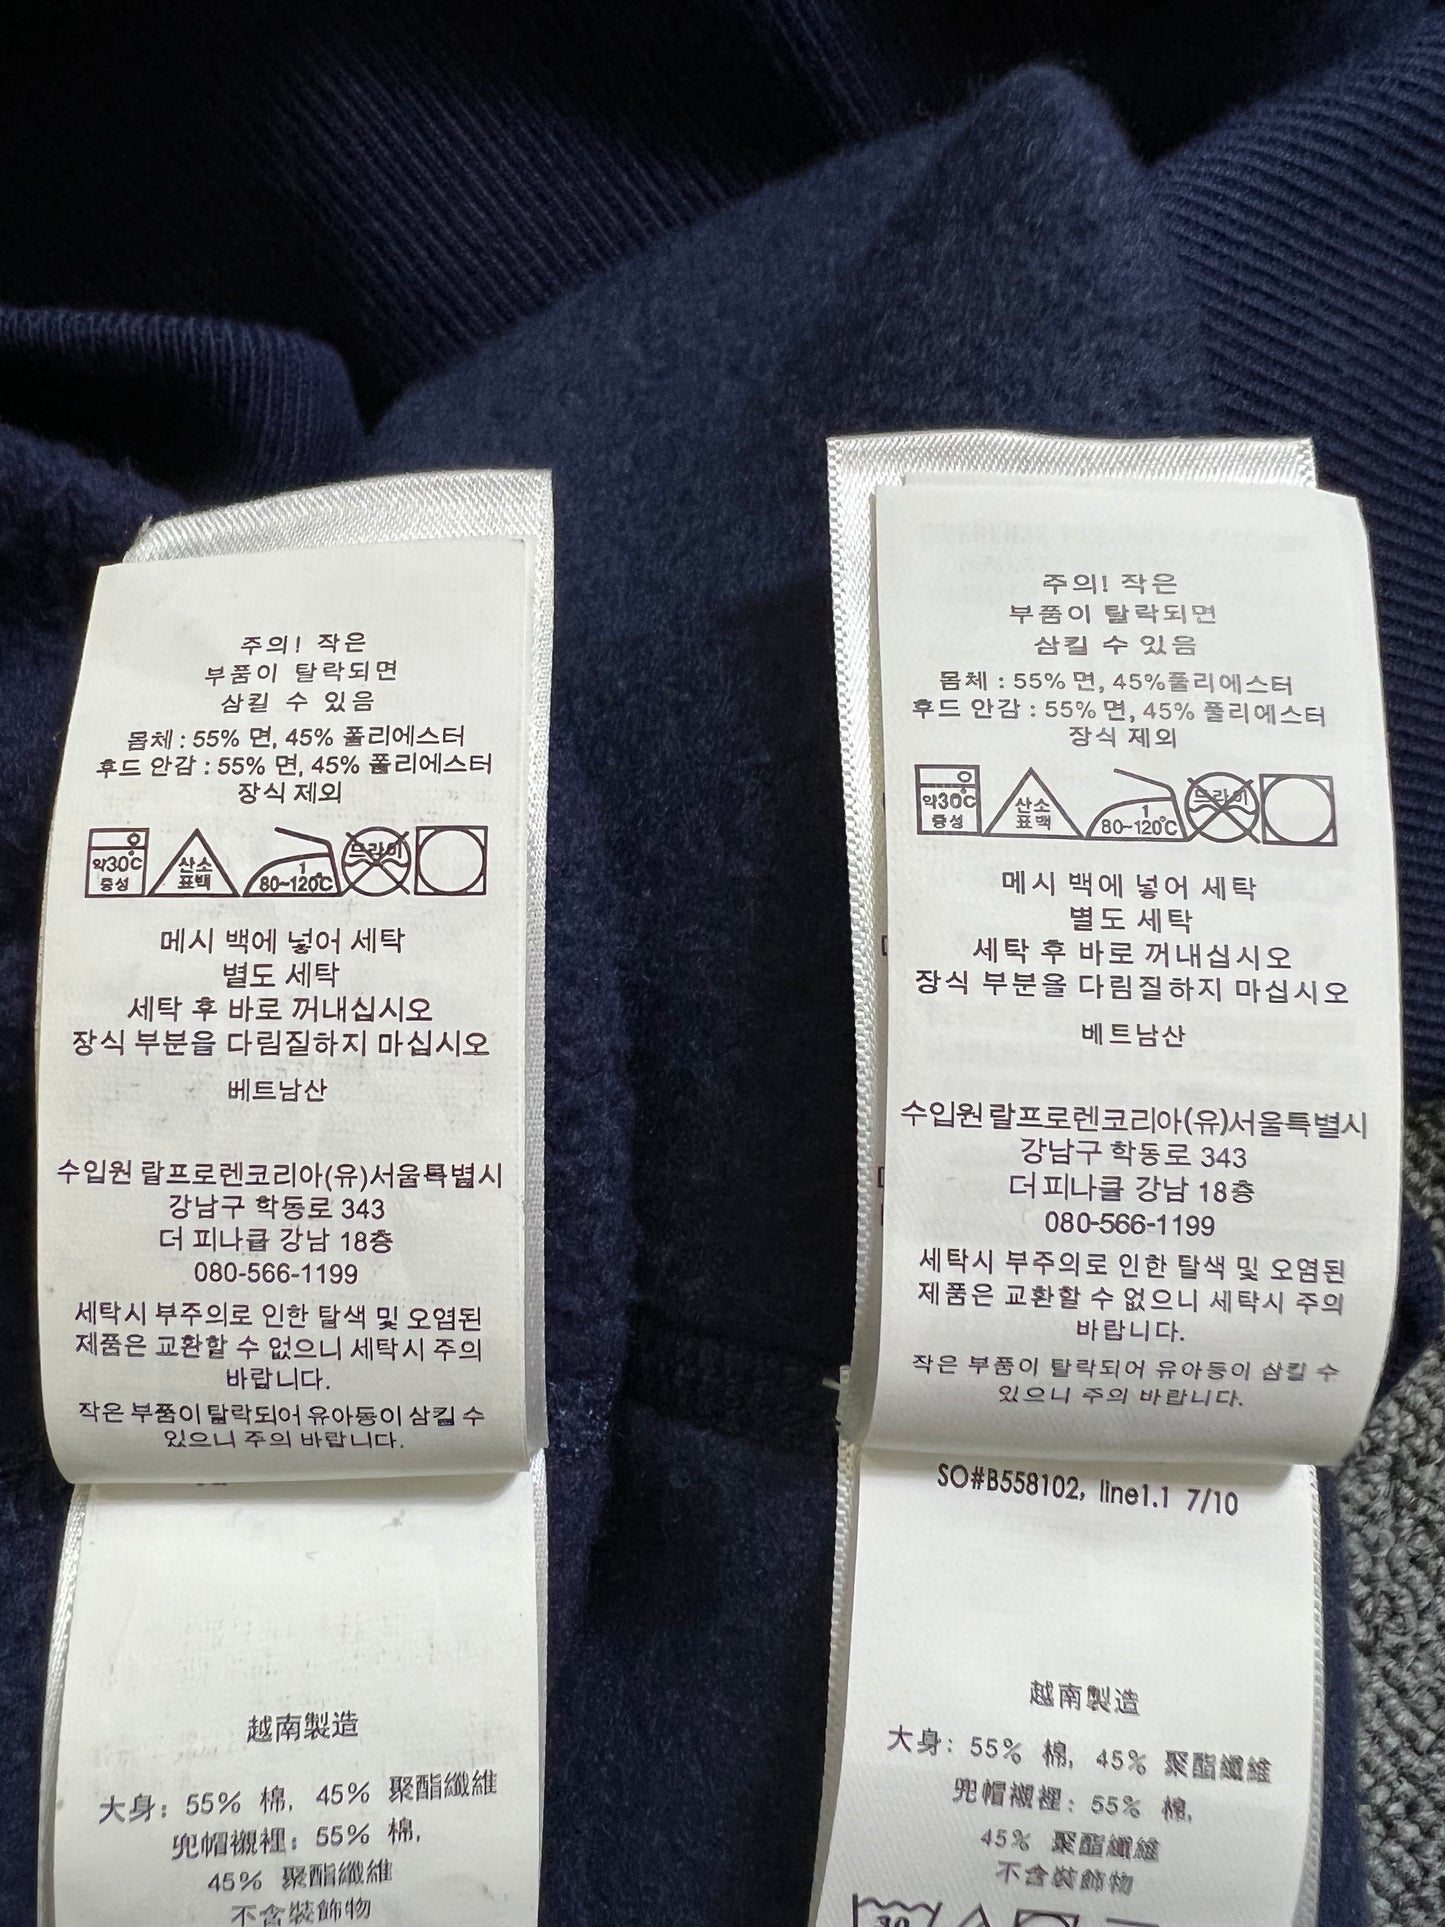 주의! 작은
부품이 탈락되면
삼킬 수 있음
몸체 : 55% 면, 45% 폴리에스터
후드 안감 : 55% 면, 45% 폴리에스터
장식 제외
약30℃
중성
산소
표백
1
80~120℃
드라이
메시 백에 넣어 세탁
별도 세탁
세탁 후 바로 꺼내십시오
장식 부분을 다림질하지 마십시오
베트남산
수입원 랄프로렌코리아(유)서울특별시
강남구 학동로 343
더 피나클 강남 18층
080-566-1199
세탁시 부주의로 인한 탈색 및 오염된
제품은 교환할 수 없으니 세탁시 주의
바랍니다.
작은 부품이 탈락되어 유아등이 삼킬 수
있으니 주의 바랍니다.
越南製造
大身: 55% 棉, 45% 聚酯纖維
兜帽襯裡: 55% 棉,
45% 聚酯纖維
不含裝飾物
주의! 작은
부품이 탈락되면
삼킬 수 있음
몸체 : 55% 면, 45%폴리에스터
후드 안감 : 55% 면, 45% 폴리에스터
장식 제외
약30℃
중성
산소
표백
1
80~120℃
드라이
메시 백에 넣어 세탁
별도 세탁
세탁 후 바로 꺼내십시오
장식 부분을 다림질하지 마십시오
베트남산
수입원 랄프로렌코리아(유)서울특별시
강남구 학동로 343
더 피나클 강남 18층
080-566-1199
세탁시 부주의로 인한 탈색 및 오염된
제품은 교환할 수 없으니 세탁시 주의
바랍니다.
작은 부품이 탈락되어 유아등이 삼킬 수
있으니 주의 바랍니다.
SO#B558102, line1.1 7/10
越南製造
大身: 55% 棉, 45% 聚酯纖維
兜帽襯裡: 55% 棉,
45% 聚酯纖維
不含裝飾物
30